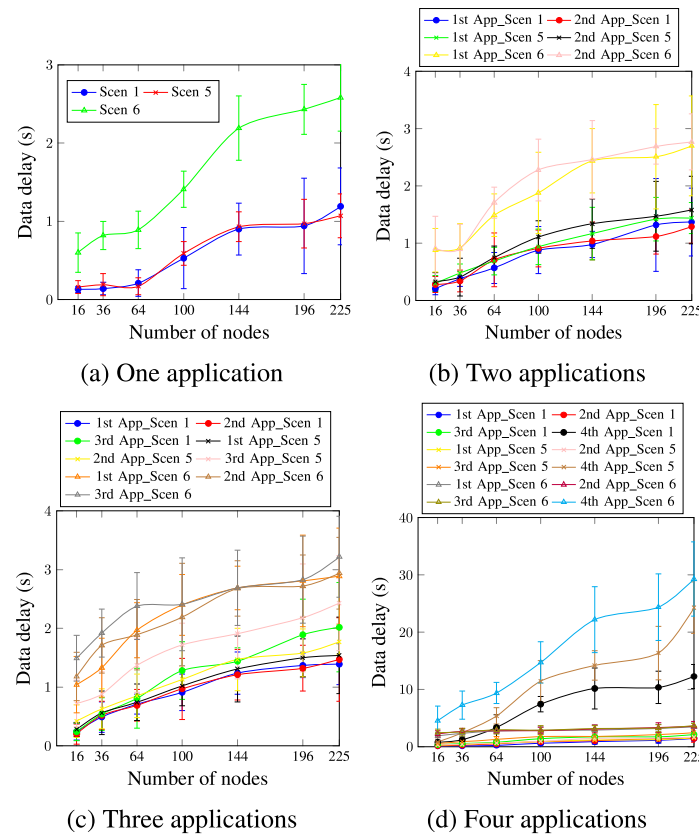 Scen 1 Scen 5
Scen 6
3
2
1
0
Data delay (s)
16 36 64 100 144 196 225
Number of nodes
(a) One application
1st App_Scen 1 2nd App_Scen 1
1st App_Scen 5 2nd App_Scen 5
1st App_Scen 6 2nd App_Scen 6
4
3
2
1
0
Data delay (s)
16 36 64 100 144 196 225
Number of nodes
(b) Two applications
1st App_Scen 1 2nd App_Scen 1
3rd App_Scen 1 1st App_Scen 5
2nd App_Scen 5 3rd App_Scen 5
1st App_Scen 6 2nd App_Scen 6
3rd App_Scen 6
4
3
2
1
0
Data delay (s)
16 36 64 100 144 196 225
Number of nodes
(c) Three applications
1st App_Scen 1 2nd App_Scen 1
3rd App_Scen 1 4th App_Scen 1
1st App_Scen 5 2nd App_Scen 5
3rd App_Scen 5 4th App_Scen 5
1st App_Scen 6 2nd App_Scen 6
3rd App_Scen 6 4th App_Scen 6
40
30
20
10
0
Data delay (s)
16 36 64 100 144 196 225
Number of nodes
(d) Four applications